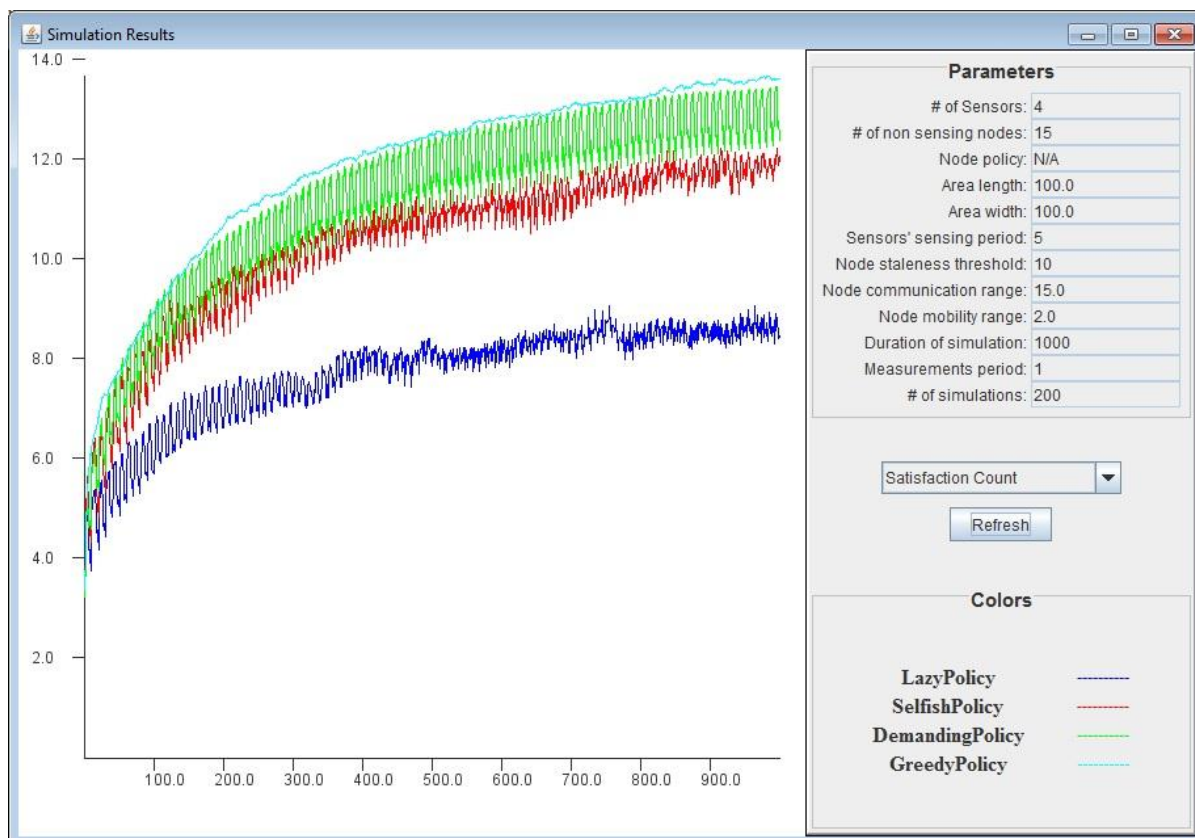 Simulation Results
14.0
12.0
10.0
8.0
6.0
4.0
2.0
100.0 200.0 300.0 400.0 500.0 600.0 700.0 800.0 900.0
Parameters
# of Sensors: 4
# of non sensing nodes: 15
Node policy: N/A
Area length: 100.0
Area width: 100.0
Sensors' sensing period: 5
Node staleness threshold: 10
Node communication range: 15.0
Node mobility range: 2.0
Duration of simulation: 1000
Measurements period: 1
# of simulations: 200
Satisfaction Count
Refresh
Colors
LazyPolicy
SelfishPolicy
DemandingPolicy
GreedyPolicy